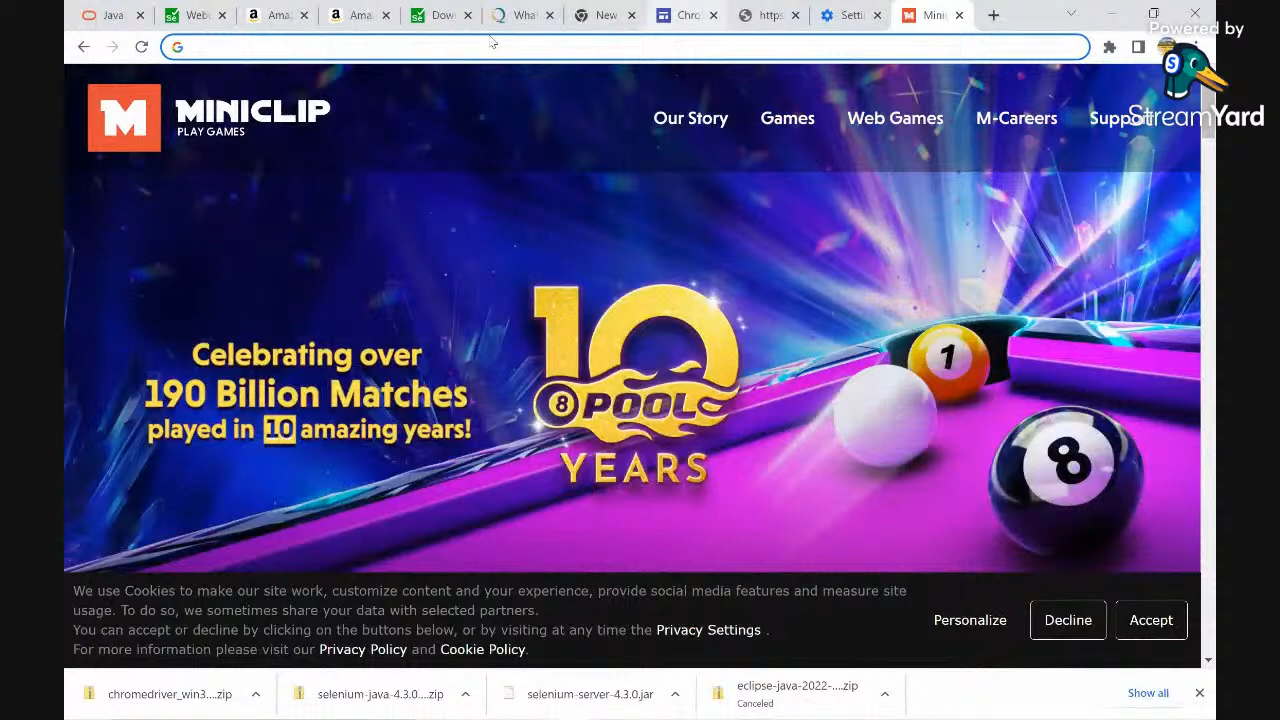 Java
Webd
Ama
Ama
Dow
What
New
Chro
https
Setti
Mini
Powered by
StreamYard
G
M
MINICLIP
PLAY GAMES
Our Story
Games
Web Games
M-Careers
Support
Celebrating over
190 Billion Matches
played in 10 amazing years!
10
8 POOL
YEARS
1
8
We use Cookies to make our site work, customize content and your experience, provide social media features and measure site
usage. To do so, we sometimes share your data with selected partners.
You can accept or decline by clicking on the buttons below, or by visiting at any time the Privacy Settings .
For more information please visit our Privacy Policy and Cookie Policy.
Personalize
Decline
Accept
chromedriver_win3....zip
selenium-java-4.3.0....zip
selenium-server-4.3.0.jar
eclipse-java-2022-....zip
Canceled
Show all